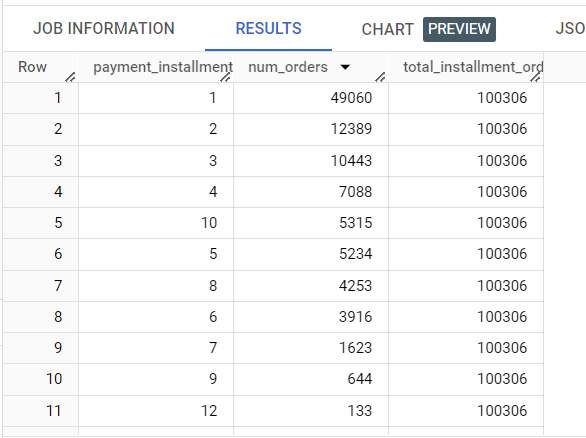 JOB INFORMATION RESULTS CHART PREVIEW JSO
Row payment_installment num_orders total_installment_ord
1 1 49060 100306
2 2 12389 100306
3 3 10443 100306
4 4 7088 100306
5 10 5315 100306
6 5 5234 100306
7 8 4253 100306
8 6 3916 100306
9 7 1623 100306
10 9 644 100306
11 12 133 100306